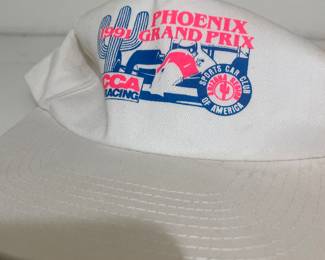 1991 PHOENIX
GRAND PRIX
SCCA
RACING
SPORTS CAR CLUB
OF AMERICA